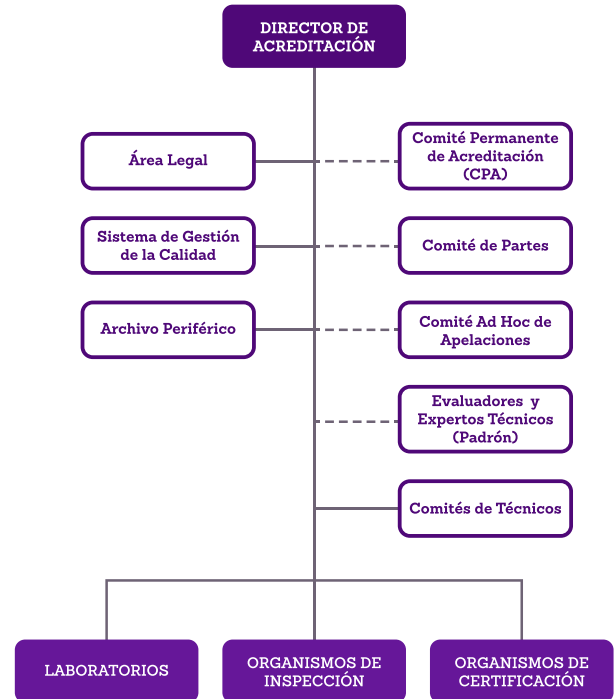 DIRECTOR DE
ACREDITACIÓN
Área Legal
Comité Permanente
de Acreditación
(CPA)
Sistema de Gestión
de la Calidad
Comité de Partes
Archivo Periférico
Comité Ad Hoc de
Apelaciones
Evaluadores y
Expertos Técnicos
(Padrón)
Comités de Técnicos
LABORATORIOS
ORGANISMOS DE
INSPECCIÓN
ORGANISMOS DE
CERTIFICACIÓN